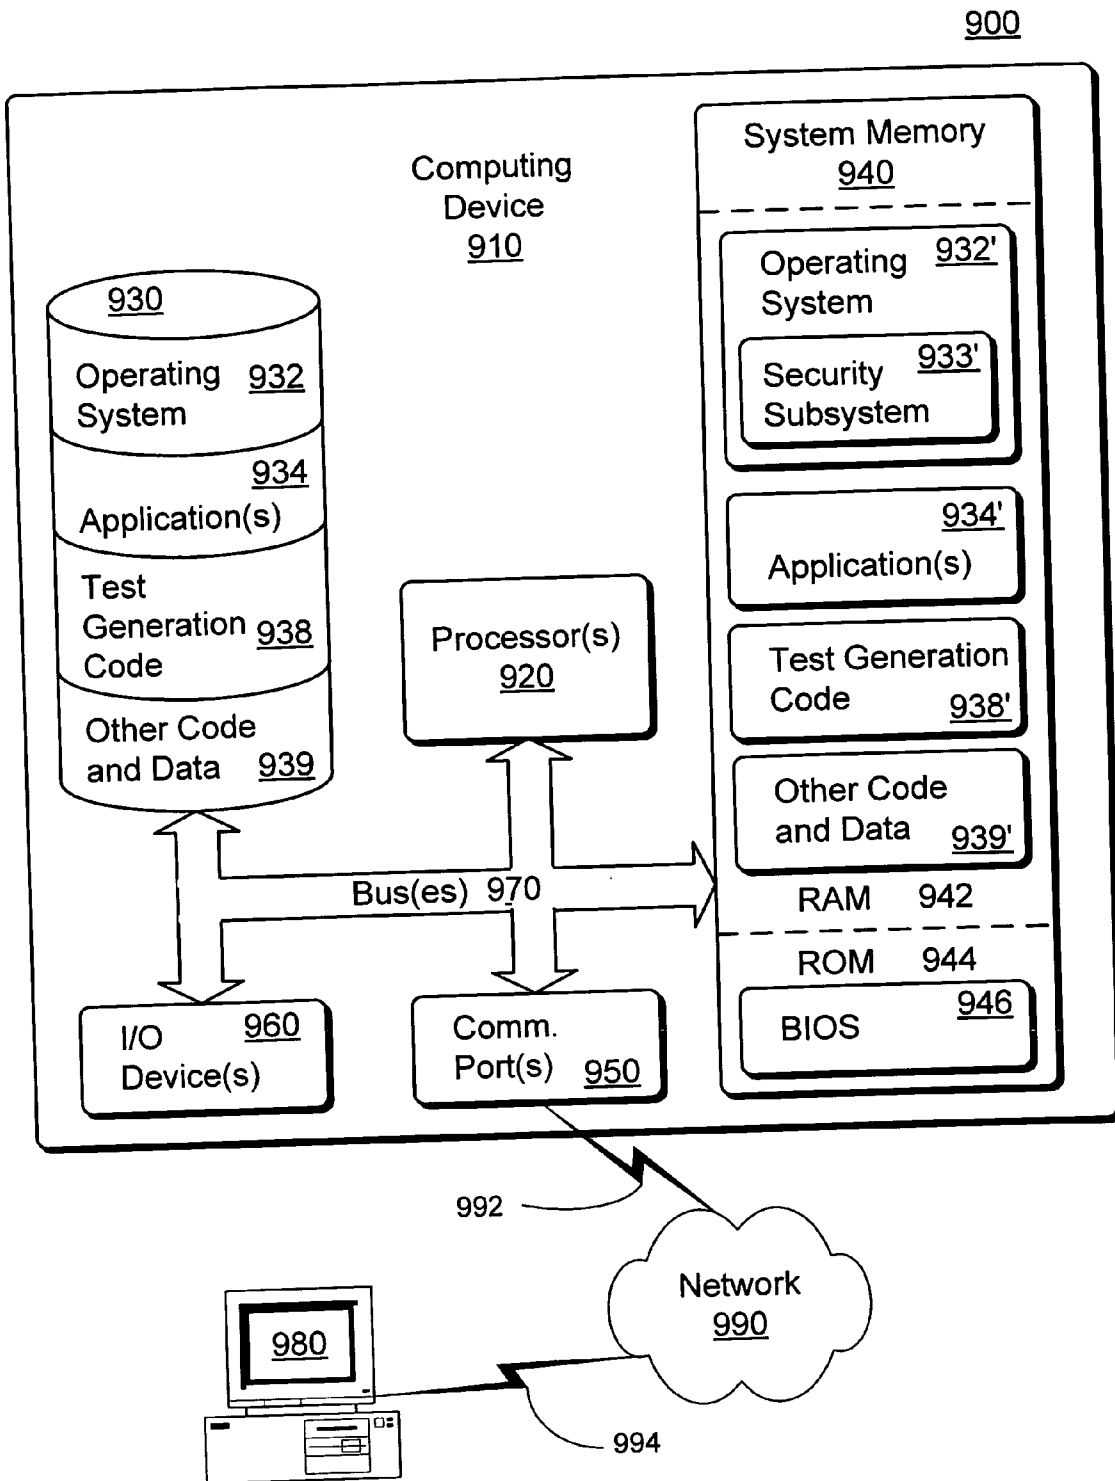 900
Computing
Device
910
System Memory
940
Operating
System
932'
Security
Subsystem
933'
934'
Application(s)
Test Generation
Code
938'
Other Code
and Data
939'
RAM 942
ROM 944
BIOS
946
930
Operating
System
932
934
Application(s)
Test
Generation
Code
938
Other Code
and Data
939
Processor(s)
920
Bus(es) 970
I/O
Device(s)
960
Comm.
Port(s)
950
992
Network
990
980
994